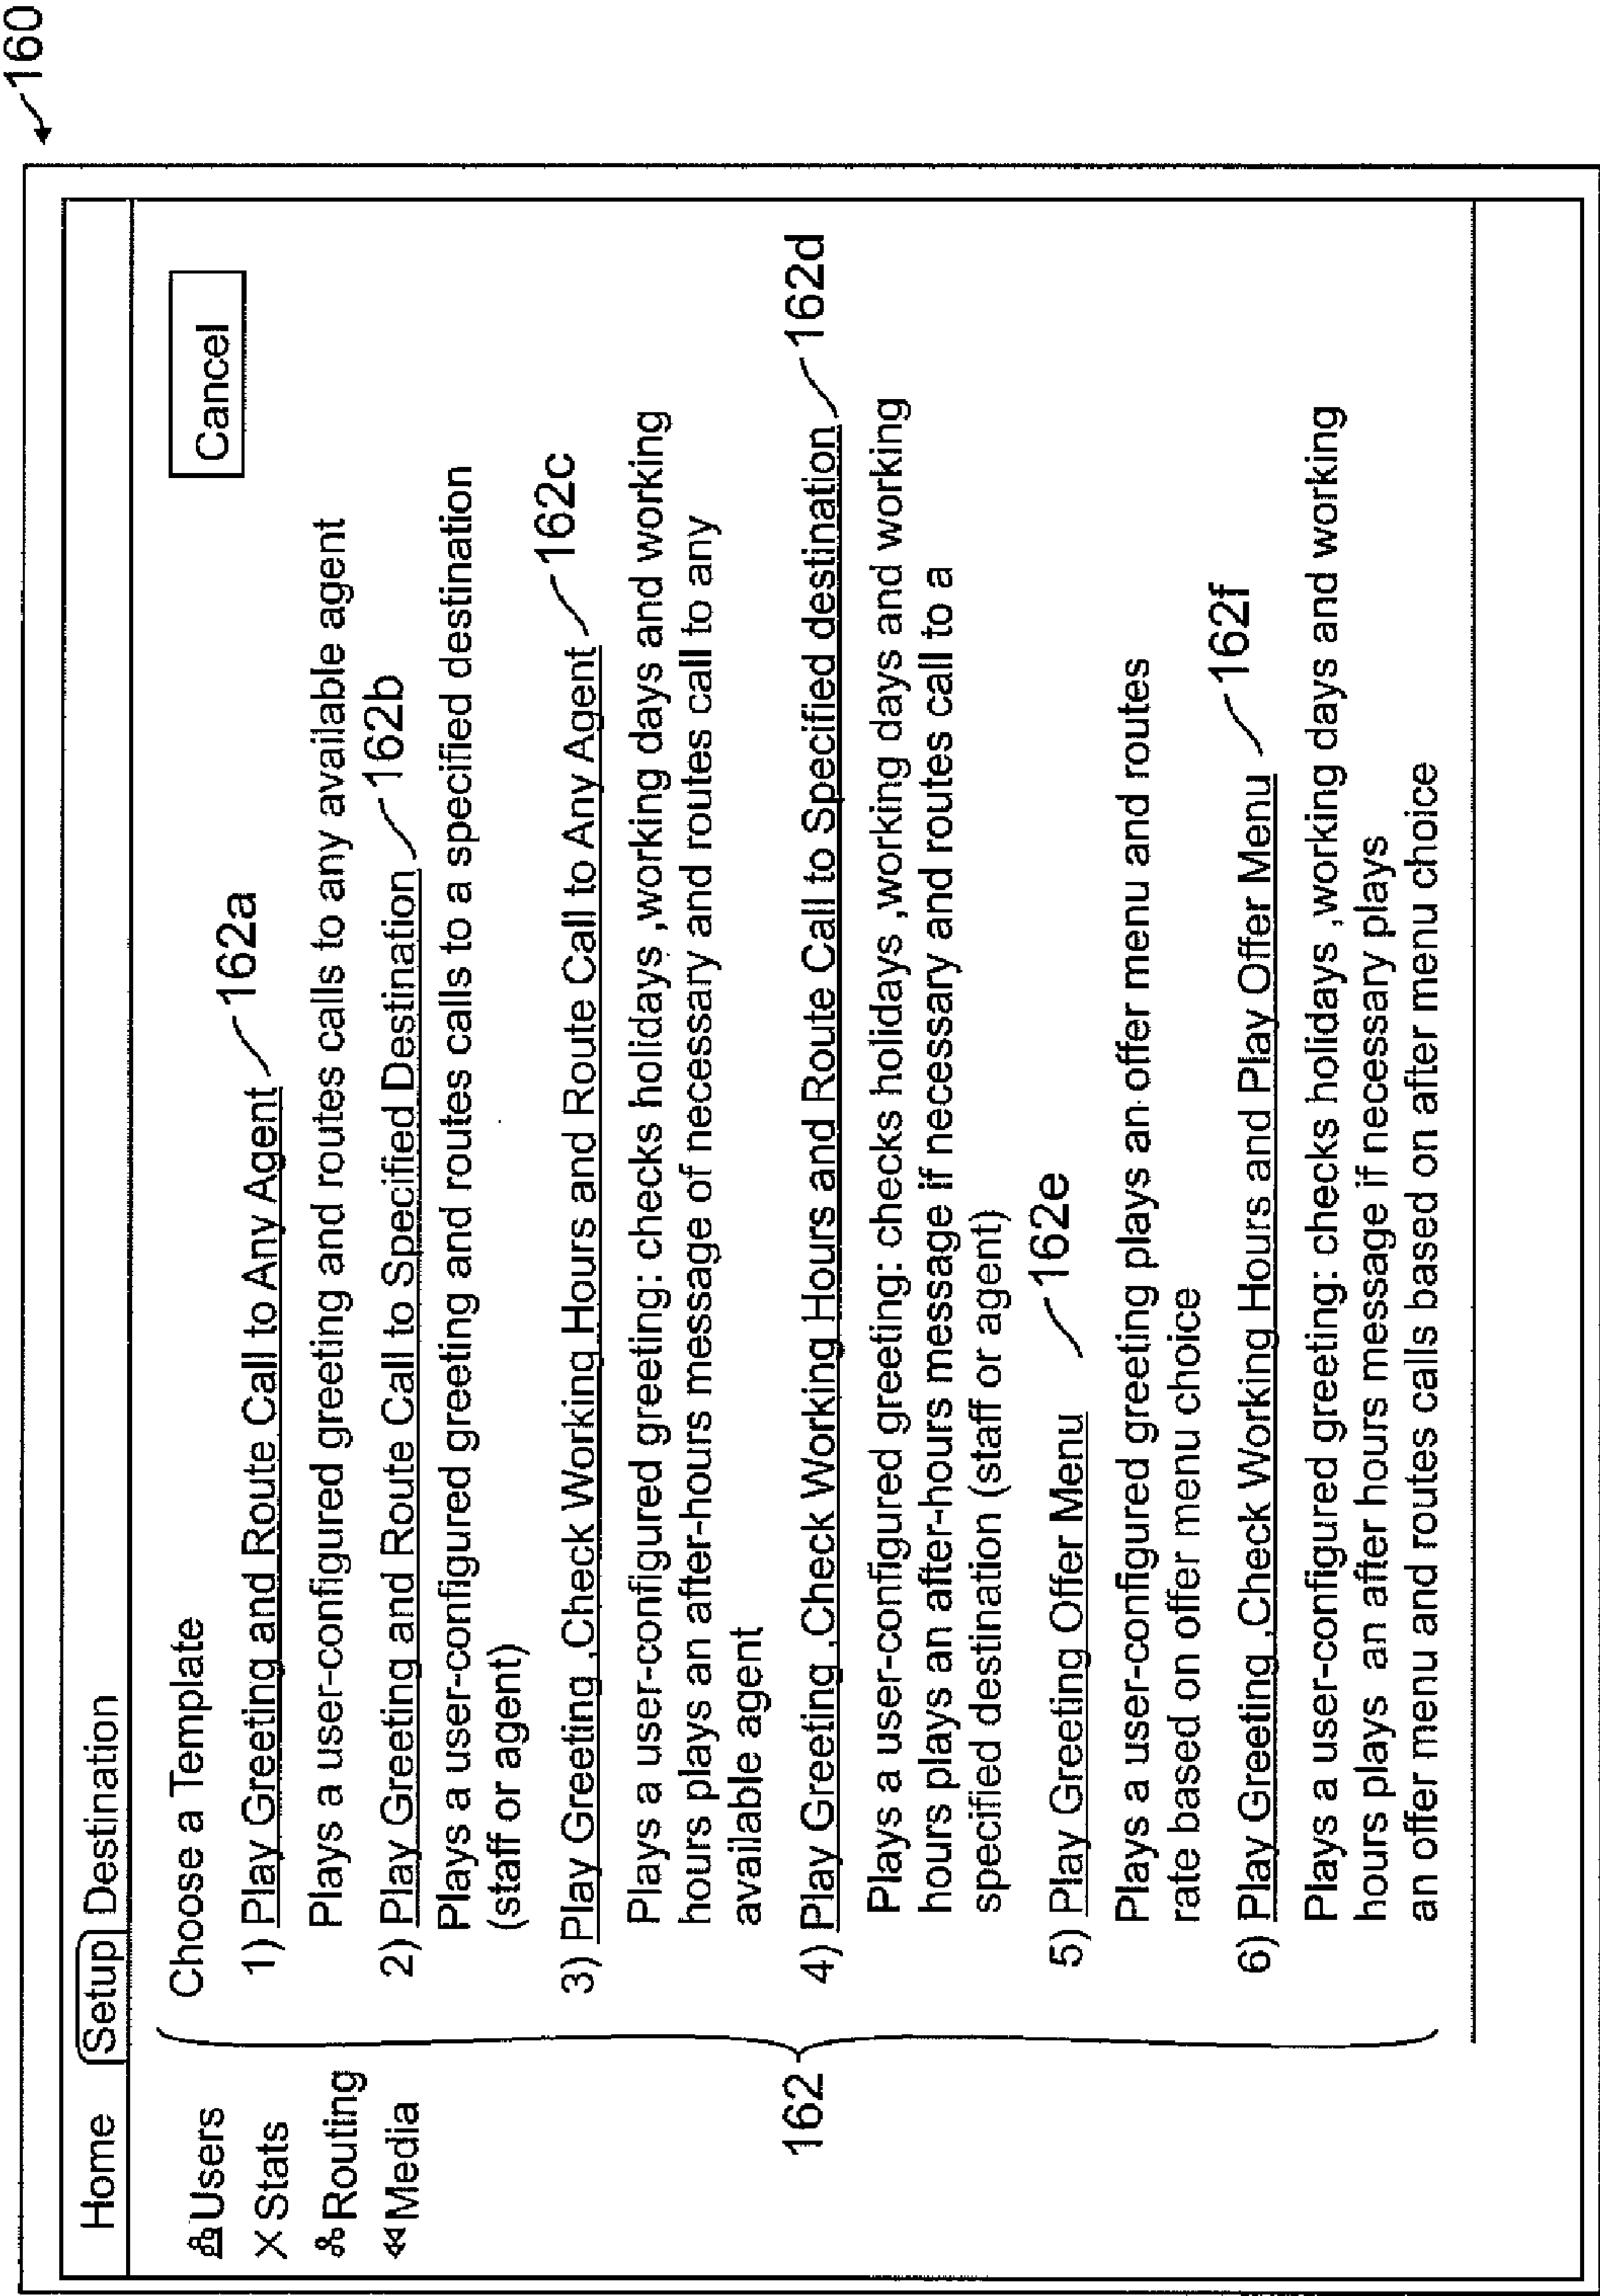 160
Home Setup Destination
Users
Stats
Routing
Media
162
Choose a Template
Cancel
1) Play Greeting and Route Call to Any Agent 162a
Plays a user-configured greeting and routes calls to any available agent
2) Play Greeting and Route Call to Specified Destination 162b
Plays a user-configured greeting and routes calls to a specified destination
(staff or agent)
3) Play Greeting ,Check Working Hours and Route Call to Any Agent 162c
Plays a user-configured greeting: checks holidays ,working days and working
hours plays an after-hours message of necessary and routes call to any
available agent
4) Play Greeting ,Check Working Hours and Route Call to Specified destination 162d
Plays a user-configured greeting: checks holidays ,working days and working
hours plays an after-hours message if necessary and routes call to a
specified destination (staff or agent)
5) Play Greeting Offer Menu 162e
Plays a user-configured greeting plays an offer menu and routes
rate based on offer menu choice
6) Play Greeting ,Check Working Hours and Play Offer Menu 162f
Plays a user-configured greeting: checks holidays ,working days and working
hours plays an after hours message if necessary plays
an offer menu and routes calls based on after menu choice